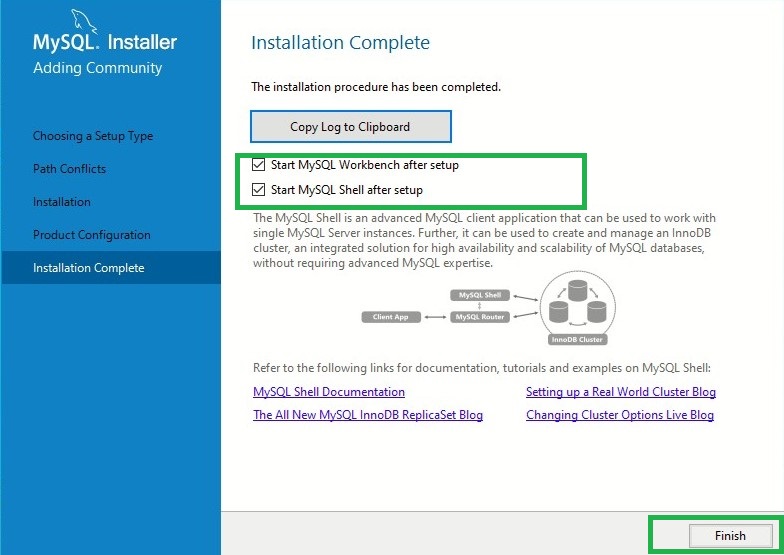 MySQL. Installer
Adding Community
Choosing a Setup Type
Path Conflicts
Installation
Product Configuration
Installation Complete
Installation Complete
The installation procedure has been completed.
Copy Log to Clipboard
Start MySQL Workbench after setup
Start MySQL Shell after setup
The MySQL Shell is an advanced MySQL client application that can be used to work with
single MySQL Server instances. Further, it can be used to create and manage an InnoDB
cluster, an integrated solution for high availability and scalability of MySQL databases,
without requiring advanced MySQL expertise.
MySQL Shell
Client App
MySQL Router
InnoDB Cluster
Refer to the following links for documentation, tutorials and examples on MySQL Shell:
MySQL Shell Documentation
Setting up a Real World Cluster Blog
The All New MySQL InnoDB ReplicaSet Blog
Changing Cluster Options Live Blog
Finish